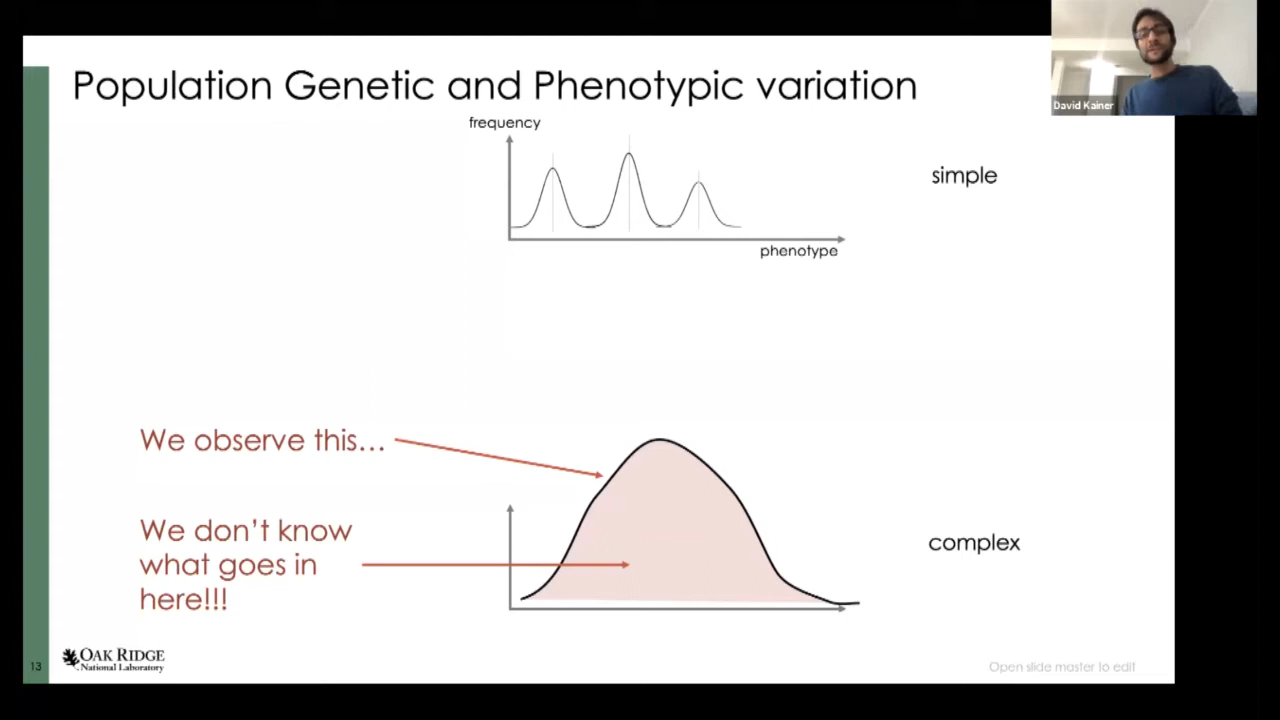 David Kainer
Population Genetic and Phenotypic variation
frequency
simple
phenotype
We observe this...
We don't know
what goes in
here!!!
complex
13
OAK RIDGE
National Laboratory
Open slide master to edit